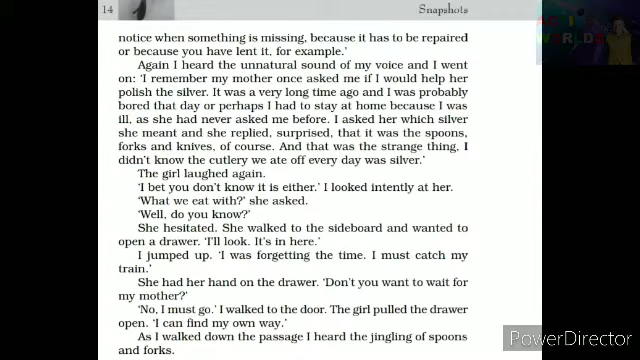 14
Snapshots
notice when something is missing, because it has to be repaired
or because you have lent it, for example.'
Again I heard the unnatural sound of my voice and I went
on: 'I remember my mother once asked me if I would help her
polish the silver. It was a very long time ago and I was probably
bored that day or perhaps I had to stay at home because I was
ill, as she had never asked me before. I asked her which silver
she meant and she replied, surprised, that it was the spoons,
forks and knives, of course. And that was the strange thing, I
didn't know the cutlery we ate off every day was silver.'
The girl laughed again.
'I bet you don't know it is either.' I looked intently at her.
'What we eat with?' she asked.
'Well, do you know?'
She hesitated. She walked to the sideboard and wanted to
open a drawer. 'I'll look. It's in here.'
I jumped up. 'I was forgetting the time. I must catch my
train.'
She had her hand on the drawer. 'Don't you want to wait for
my mother?'
'No, I must go.' I walked to the door. The girl pulled the drawer
open. 'I can find my own way.'
As I walked down the passage I heard the jingling of spoons
and forks.
PowerDirector